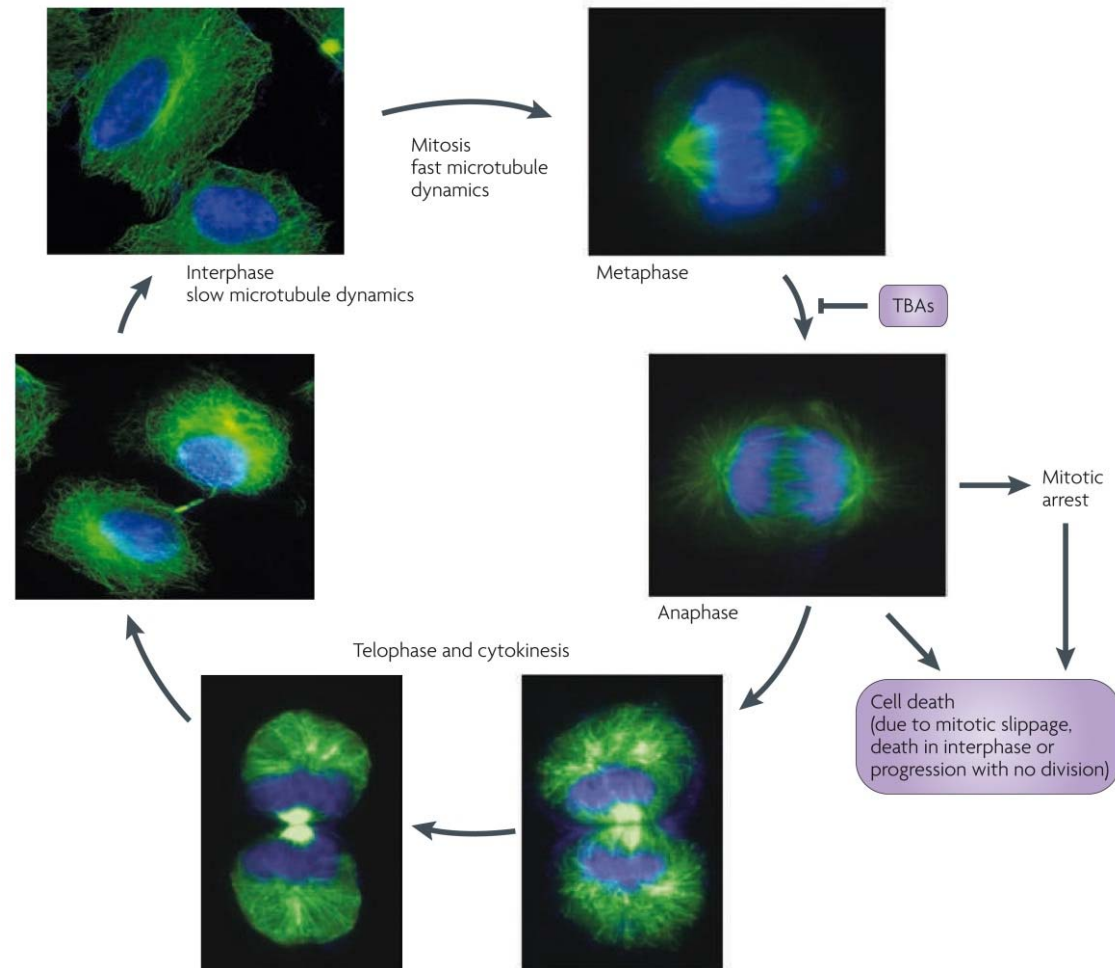 Mitosis
fast microtubule
dynamics
Interphase
slow microtubule dynamics
Metaphase
TBAs
Mitotic
arrest
Anaphase
Telophase and cytokinesis
Cell death
(due to mitotic slippage,
death in interphase or
progression with no division)